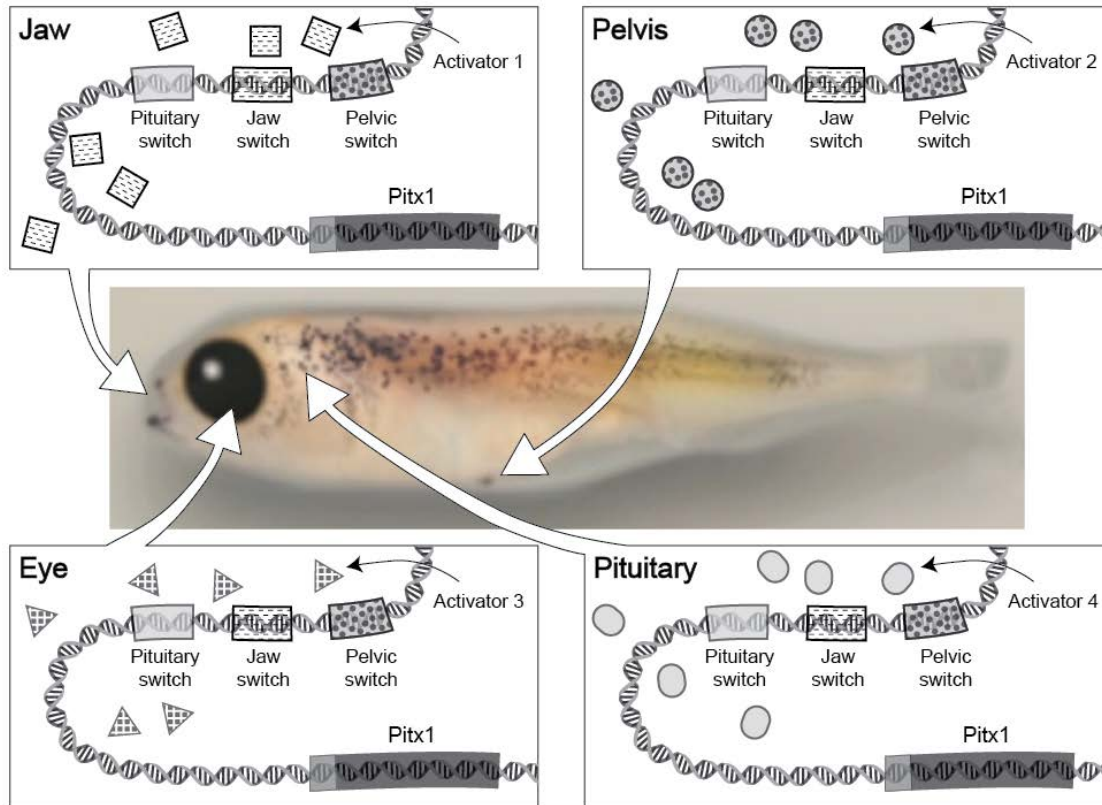 Jaw
Activator 1
Pituitary
switch
Jaw
switch
Pelvic
switch
Pitx1
Pelvis
Activator 2
Pituitary
switch
Jaw
switch
Pelvic
switch
Pitx1
Eye
Activator 3
Pituitary
switch
Jaw
switch
Pelvic
switch
Pitx1
Pituitary
Activator 4
Pituitary
switch
Jaw
switch
Pelvic
switch
Pitx1